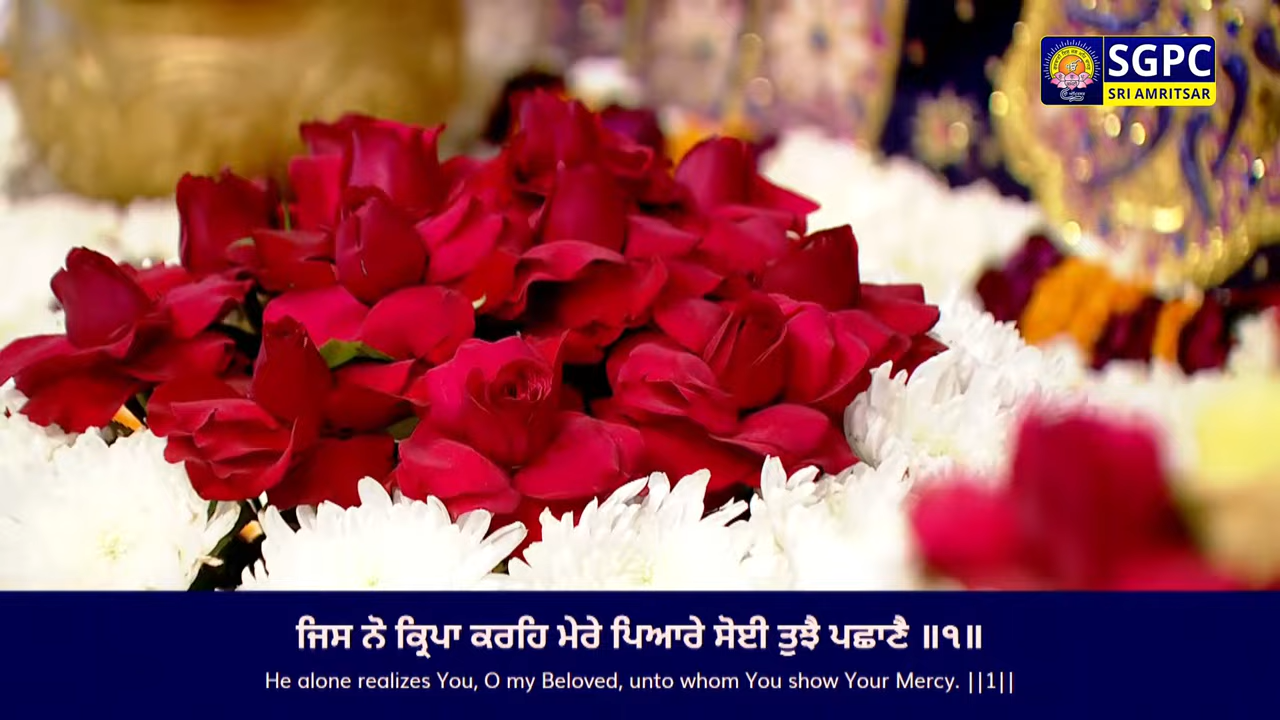 SGPC
SRI AMRITSAR
ਜਿਸ ਨੋ ਕ੍ਰਿਪਾ ਕਰਹਿ ਮੇਰੇ ਪਿਆਰੇ ਸੋਈ ਤੁਝੈ ਪਛਾਣੈ ॥੧॥
He alone realizes You, O my Beloved, unto whom You show Your Mercy. ||1||